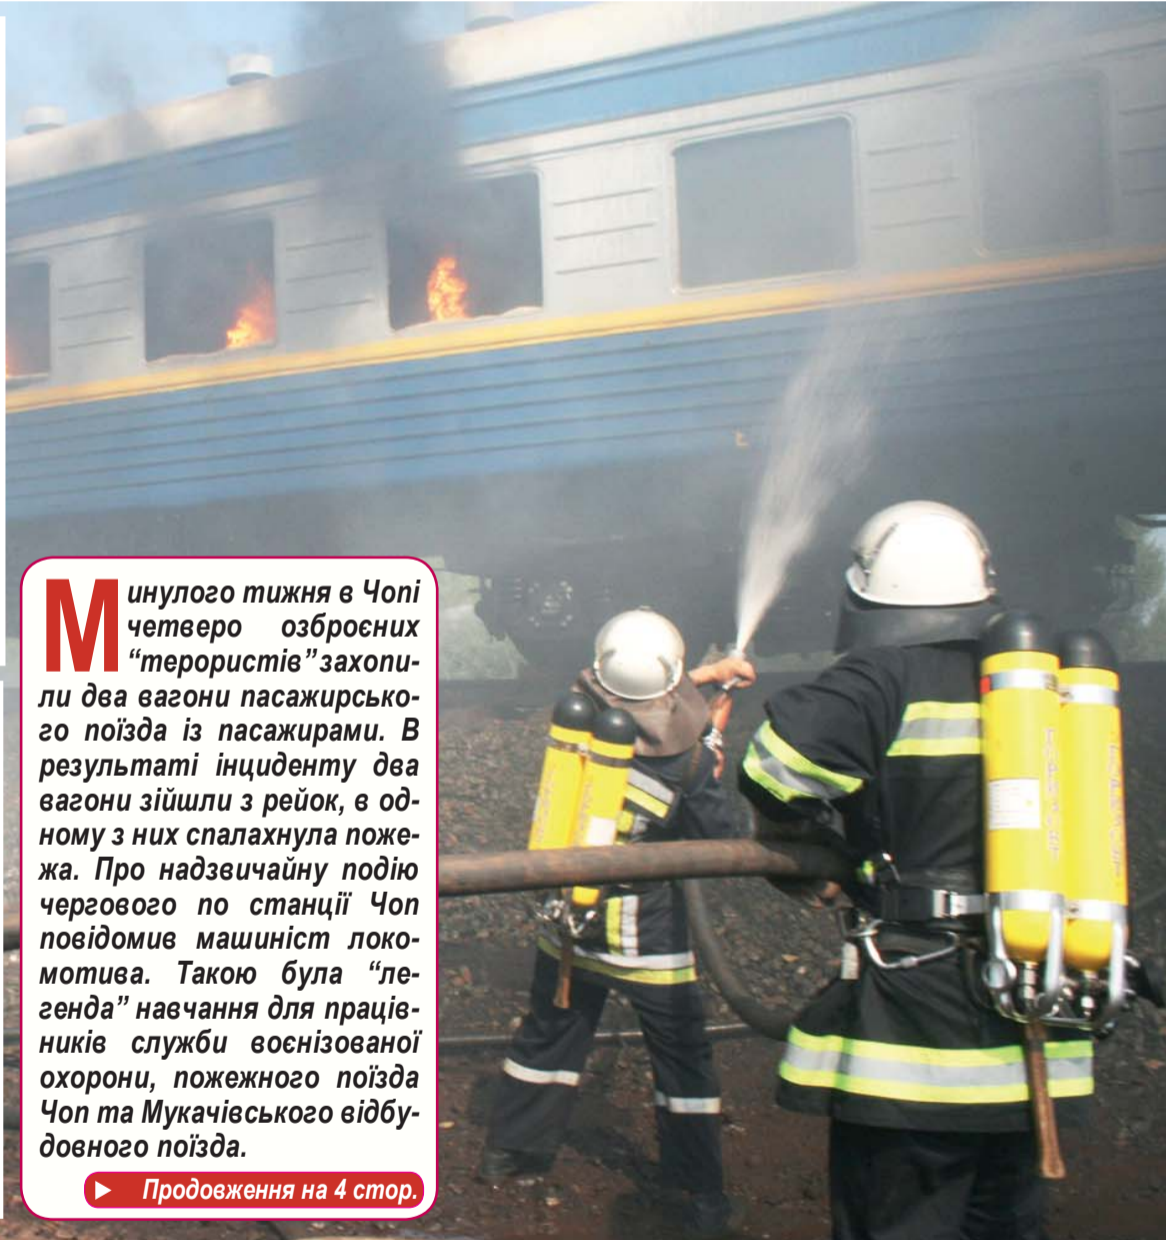 Минулого тижня в Чопі
четверо озброєних
“терористів” захопи-
ли два вагони пасажирсько-
го поїзда із пасажирами. В
результаті інциденту два
вагони зійшли з рейок, в од-
ному з них спалахнула поже-
жа. Про надзвичайну подію
чергового по станції Чоп
повідомив машиніст локо-
мотива. Такою була “ле-
генда” навчання для праців-
ників служби воєнізованої
охорони, пожежного поїзда
Чоп та Мукачівського відбу-
довного поїзда.
Продовження на 4 стор.